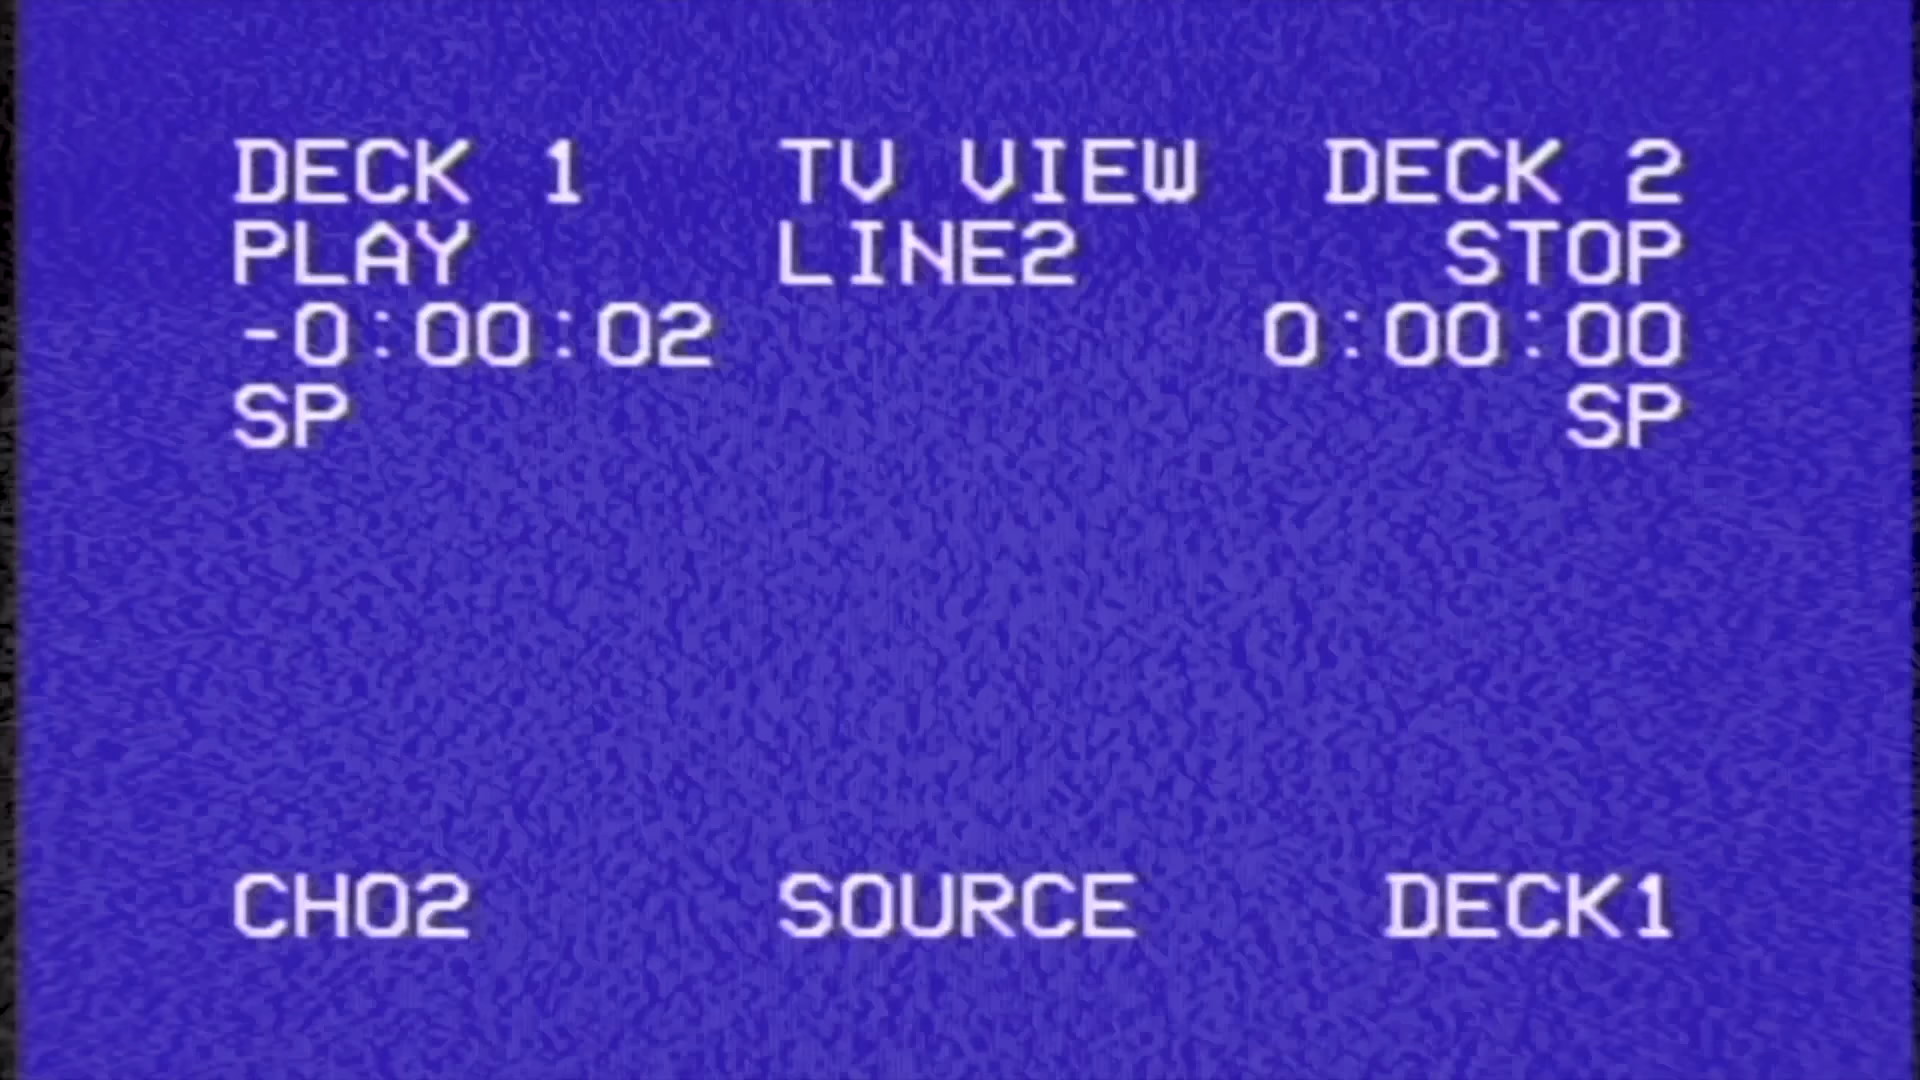 DECK 1 TV VIEW DECK 2
PLAY LINE2 STOP
-0:00:02 0:00:00
SP SP
CH02 SOURCE DECK1